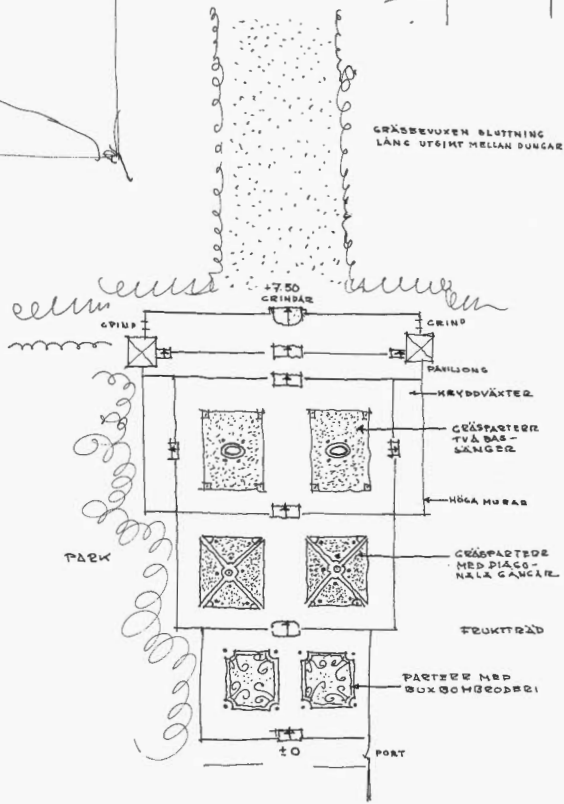 GRÄSBEVUXEN SLUTTNING
LÅNG UTSIKT MELLAN DUNGAR
+7.50
GRINDAR
GRIND
GRIND
PAVILJONG
KRYDDVÄXTER
GRÄSPARTERR
TVÅ BAS-
SÄNGER
HÖGA MURAR
PARK
GRÄSPARTERR
MED DIAGO-
NALA GÅNGAR
FRUKTTRÄD
PARTERR MED
BUXBOMBRODERI
±0
PORT